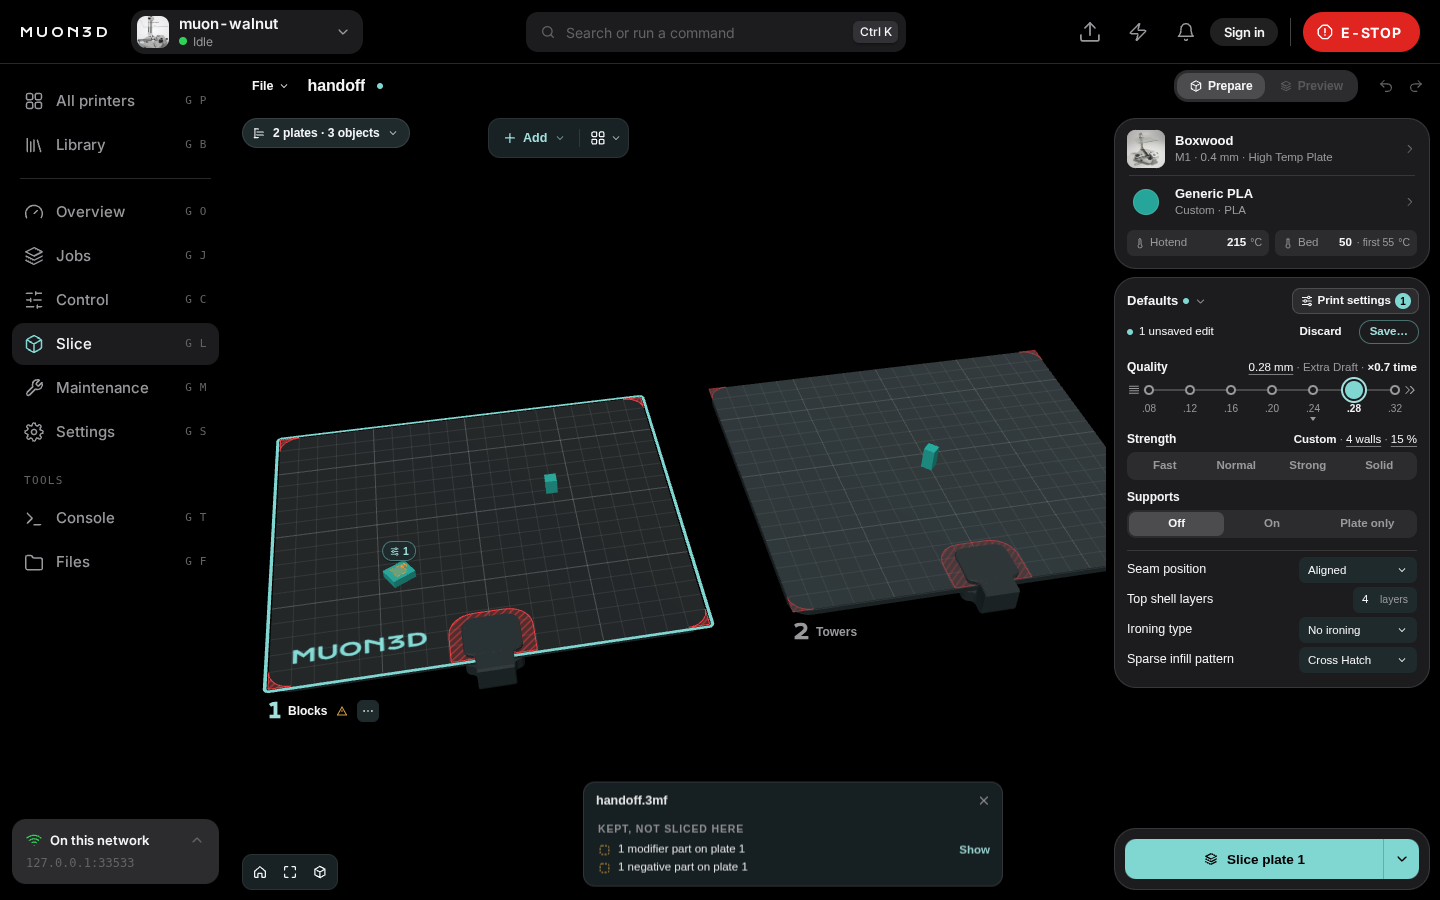 MUON3D
muon-walnut
Idle
Search or run a command
Ctrl K
Sign in
E-STOP
All printers G P
Library G B
Overview G O
Jobs G J
Control G C
Slice G L
Maintenance G M
Settings G S
TOOLS
Console G T
Files G F
On this network
127.0.0.1:33533
File
handoff
Prepare
Preview
2 plates · 3 objects
Add
1
MUON3D
1 Blocks
2 Towers
handoff.3mf
KEPT, NOT SLICED HERE
1 modifier part on plate 1
Show
1 negative part on plate 1
Boxwood
M1 · 0.4 mm · High Temp Plate
Generic PLA
Custom · PLA
Hotend 215 °C
Bed 50 · first 55 °C
Defaults
Print settings 1
1 unsaved edit
Discard
Save...
Quality
0.28 mm · Extra Draft · ×0.7 time
.08 .12 .16 .20 .24 .28 .32
Strength
Custom · 4 walls · 15 %
Fast Normal Strong Solid
Supports
Off On Plate only
Seam position Aligned
Top shell layers 4 layers
Ironing type No ironing
Sparse infill pattern Cross Hatch
Slice plate 1